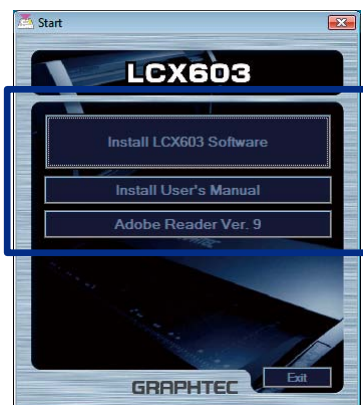 Start
LCX603
Install LCX603 Software
Install User's Manual
Adobe Reader Ver. 9
Exit
GRAPHTEC